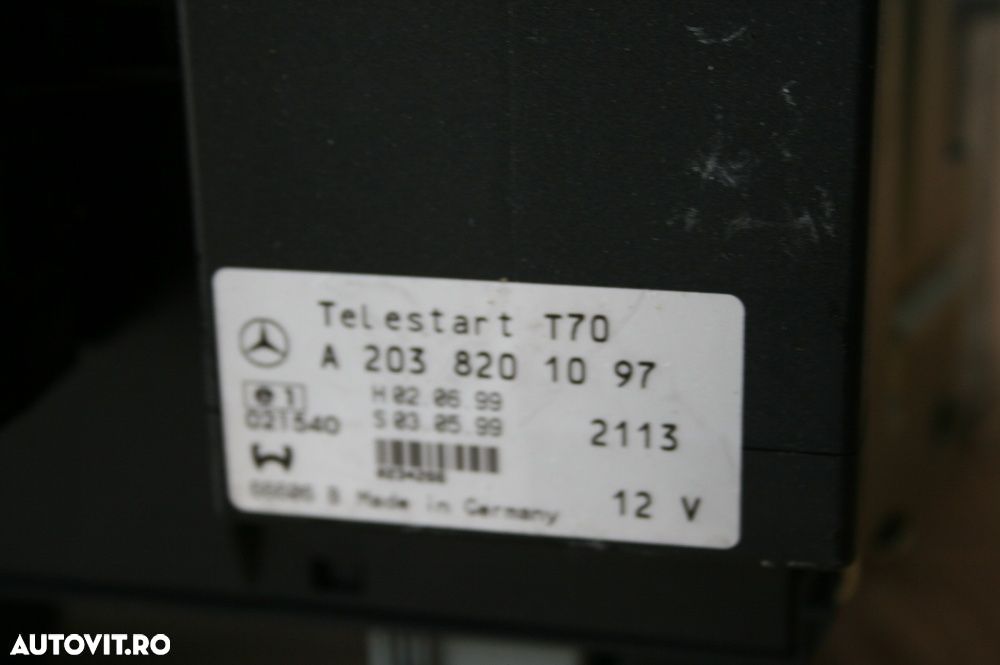 Telestart T70
A 203 820 10 97
e 1
H 02.06.99
021540
S 03.05.99
2113
Made in Germany
12 V
AUTOVIT.RO